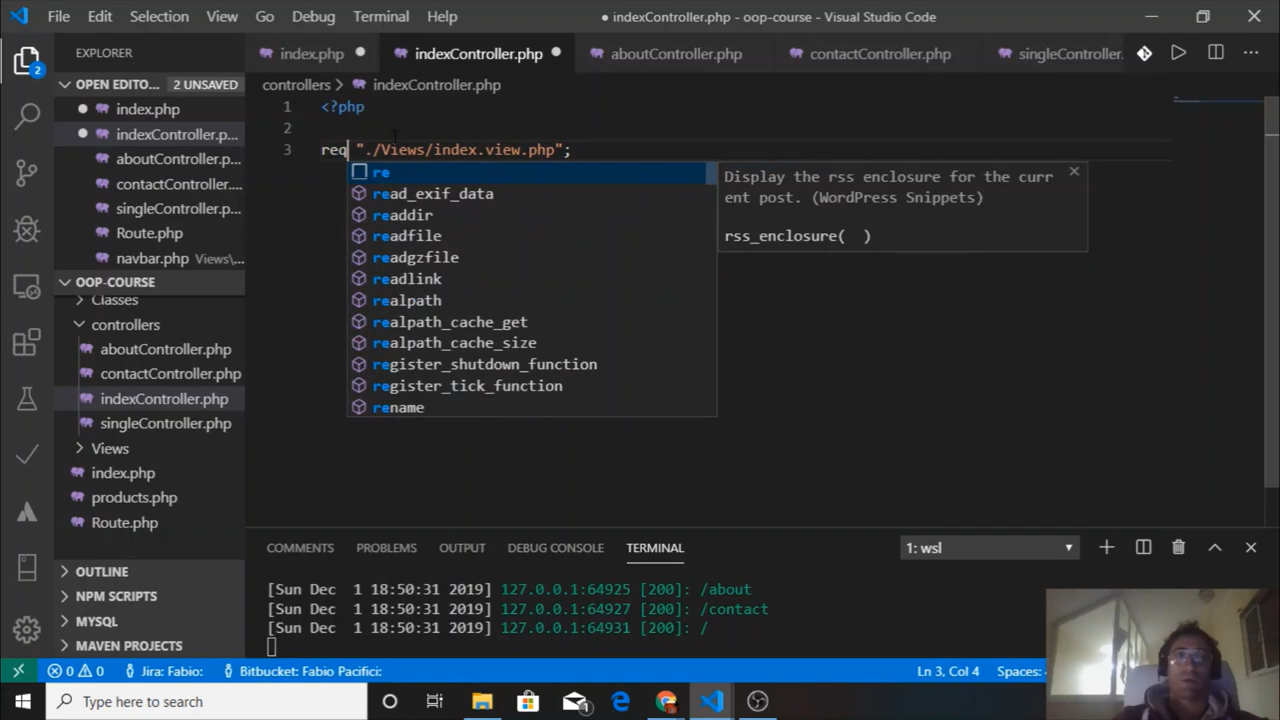 File Edit Selection View Go Debug Terminal Help ● indexController.php - oop-course - Visual Studio Code
EXPLORER
index.php
indexController.php
aboutController.php
contactController.php
singleController.
OPEN EDITO... 2 UNSAVED
index.php
indexController.p...
aboutController.p...
contactController....
singleController.p...
Route.php
navbar.php Views\...
OOP-COURSE
Classes
controllers
aboutController.php
contactController.php
indexController.php
singleController.php
Views
index.php
products.php
Route.php
OUTLINE
NPM SCRIPTS
MYSQL
MAVEN PROJECTS
2
controllers > indexController.php
1 <?php
2
3 req "./Views/index.view.php";
re
read_exif_data
readdir
readfile
readgzfile
readlink
realpath
realpath_cache_get
realpath_cache_size
register_shutdown_function
register_tick_function
rename
Display the rss enclosure for the curr
ent post. (WordPress Snippets)
rss_enclosure( )
COMMENTS PROBLEMS OUTPUT DEBUG CONSOLE TERMINAL 1: wsl
[Sun Dec 1 18:50:31 2019] 127.0.0.1:64925 [200]: /about
[Sun Dec 1 18:50:31 2019] 127.0.0.1:64927 [200]: /contact
[Sun Dec 1 18:50:31 2019] 127.0.0.1:64931 [200]: /
0 0 Jira: Fabio: Bitbucket: Fabio Pacifici: Ln 3, Col 4 Spaces:
Type here to search
1